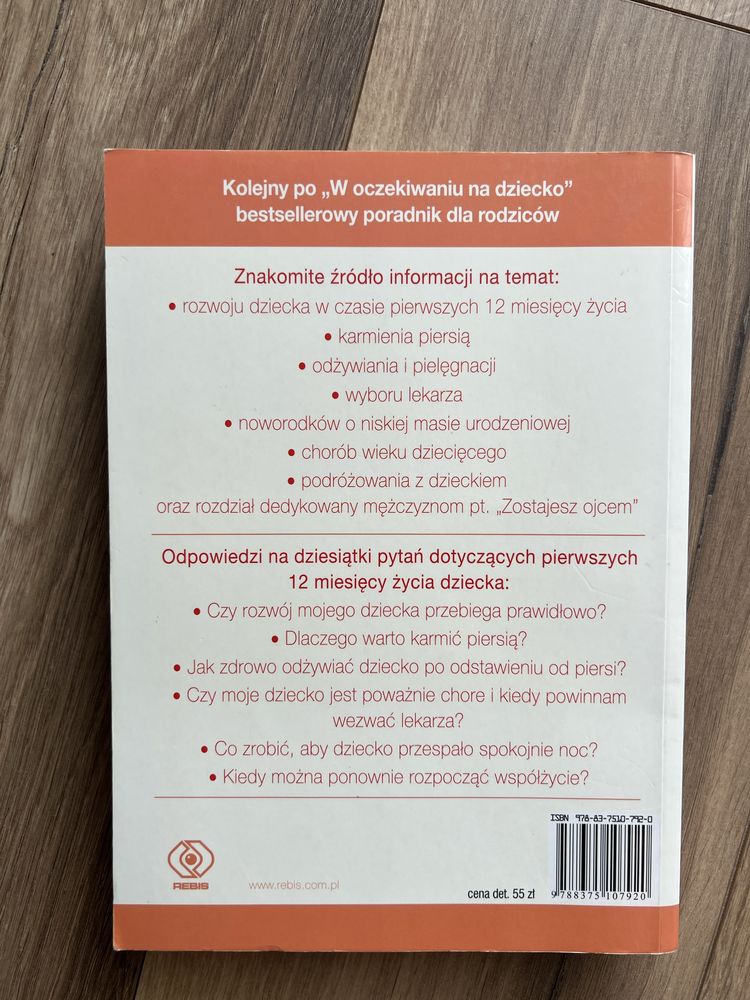 Kolejny po „W oczekiwaniu na dziecko”
bestsellerowy poradnik dla rodziców
Znakomite źródło informacji na temat:
• rozwoju dziecka w czasie pierwszych 12 miesięcy życia
• karmienia piersią
• odżywiania i pielęgnacji
• wyboru lekarza
• noworodków o niskiej masie urodzeniowej
• chorób wieku dziecięcego
• podróżowania z dzieckiem
oraz rozdział dedykowany mężczyznom pt. „Zostajesz ojcem”
Odpowiedzi na dziesiątki pytań dotyczących pierwszych
12 miesięcy życia dziecka:
• Czy rozwój mojego dziecka przebiega prawidłowo?
• Dlaczego warto karmić piersią?
• Jak zdrowo odżywiać dziecko po odstawieniu od piersi?
• Czy moje dziecko jest poważnie chore i kiedy powinnam
wezwać lekarza?
• Co zrobić, aby dziecko przespało spokojnie noc?
• Kiedy można ponownie rozpocząć współżycie?
ISBN 978-83-7510-792-0
REBIS
www.rebis.com.pl
cena det. 55 zł
9 788375 107920